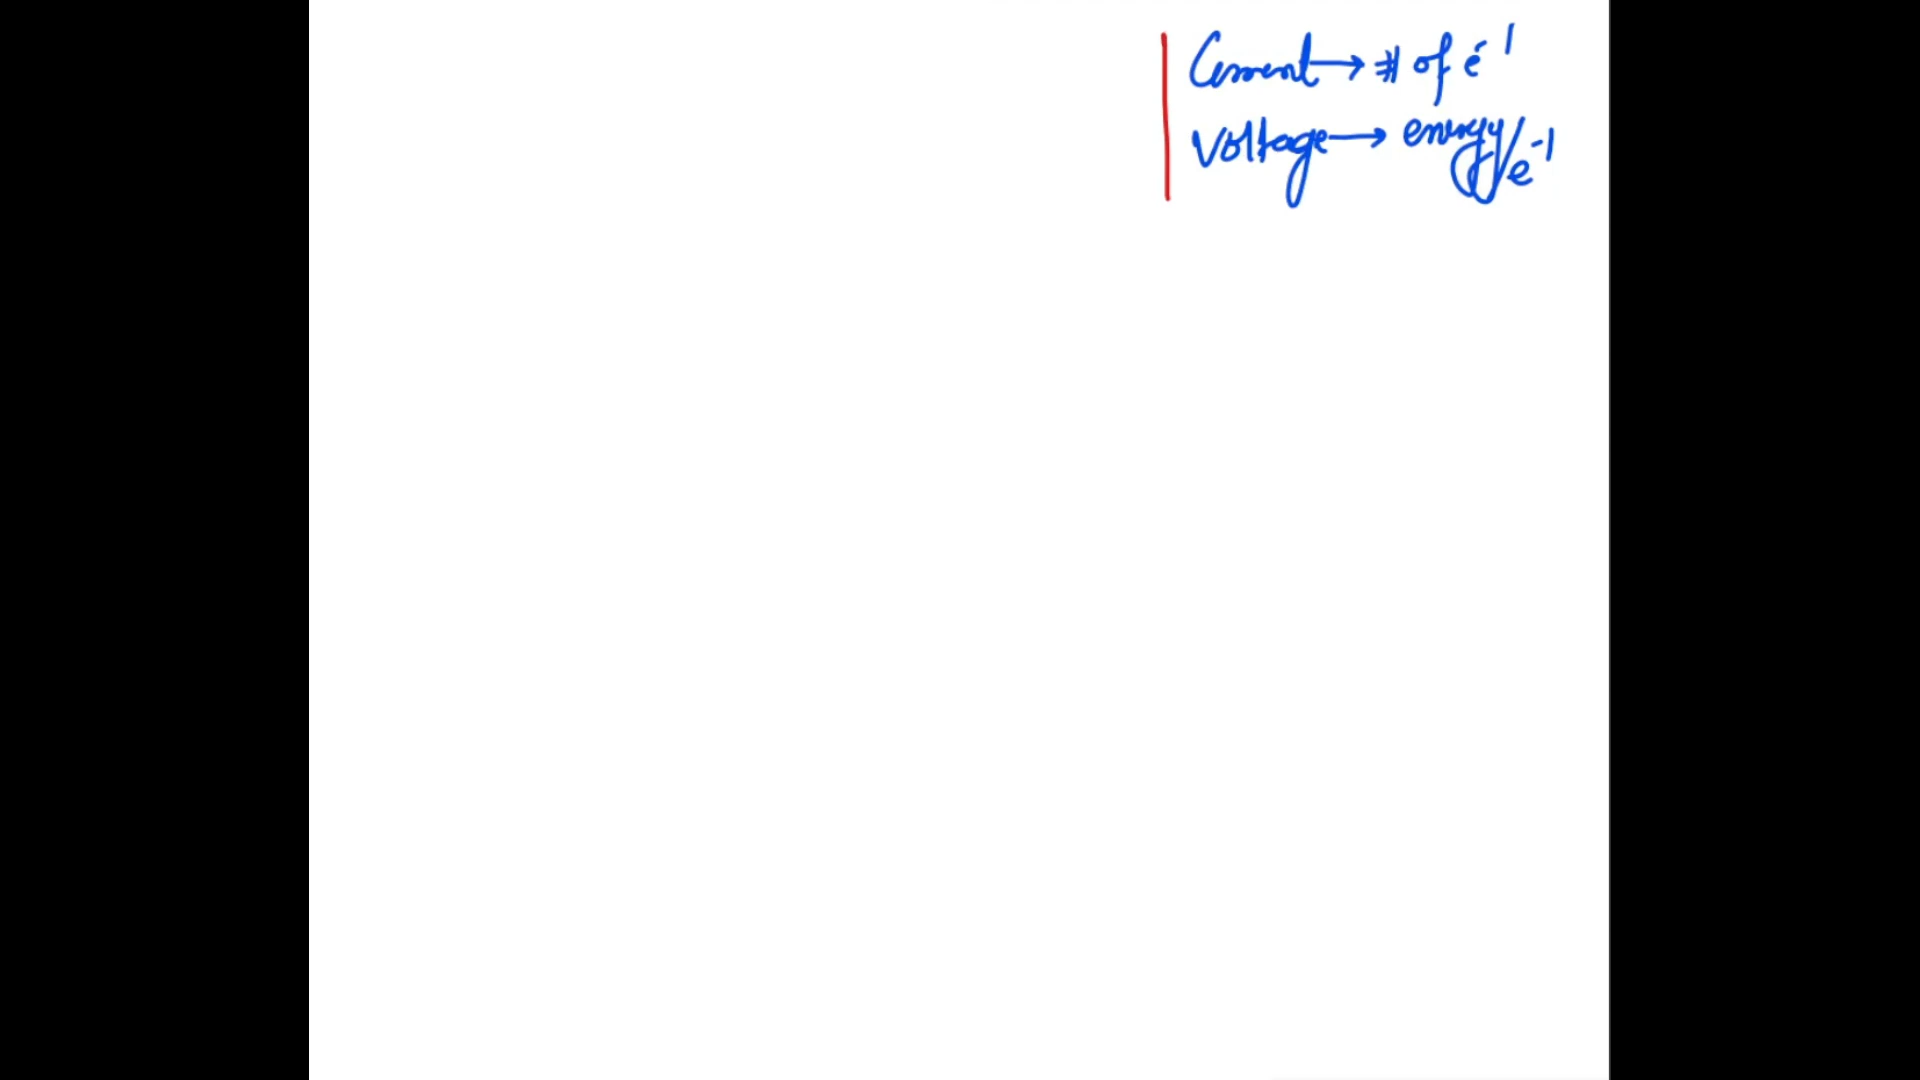 Current → # of e⁻¹
Voltage → energy/e⁻¹